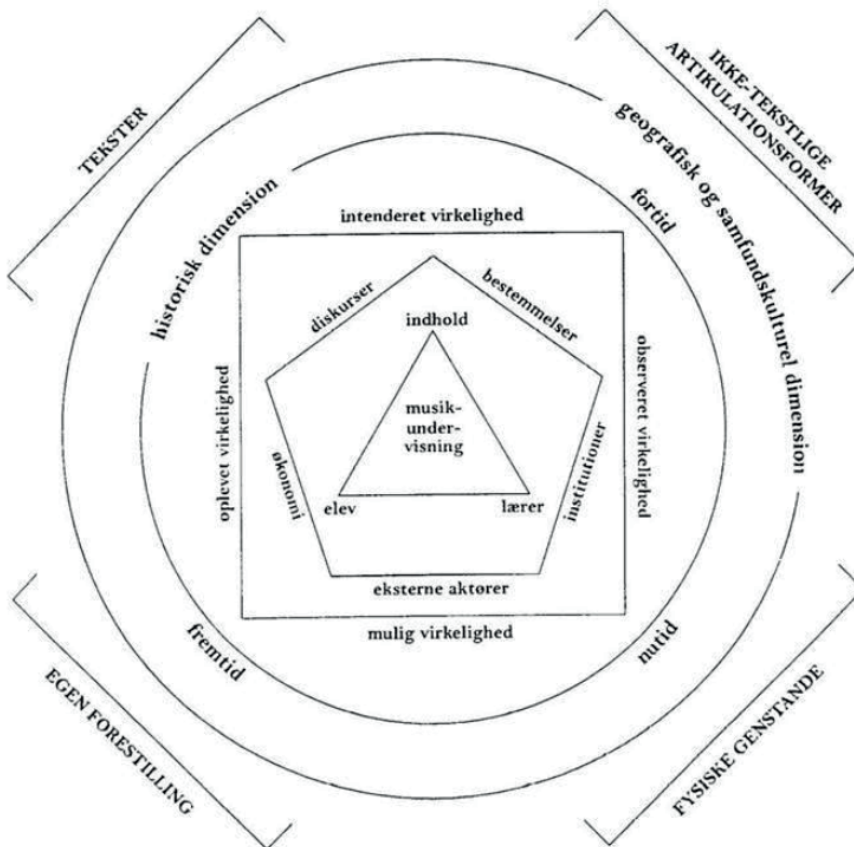 TEKSTER
IKKE-TEKSTLIGE
ARTIKULATIONSFORMER
geografisk og samfundskulturel dimension
historisk dimension
fortid
intenderet virkelighed
diskurser
bestemmelser
indhold
oplevet virkelighed
observeret virkelighed
musik-
under-
visning
økonomi
institutioner
elev
lærer
eksterne aktører
mulig virkelighed
fremtid
nutid
EGEN FORESTILLING
FYSISKE GENSTANDE